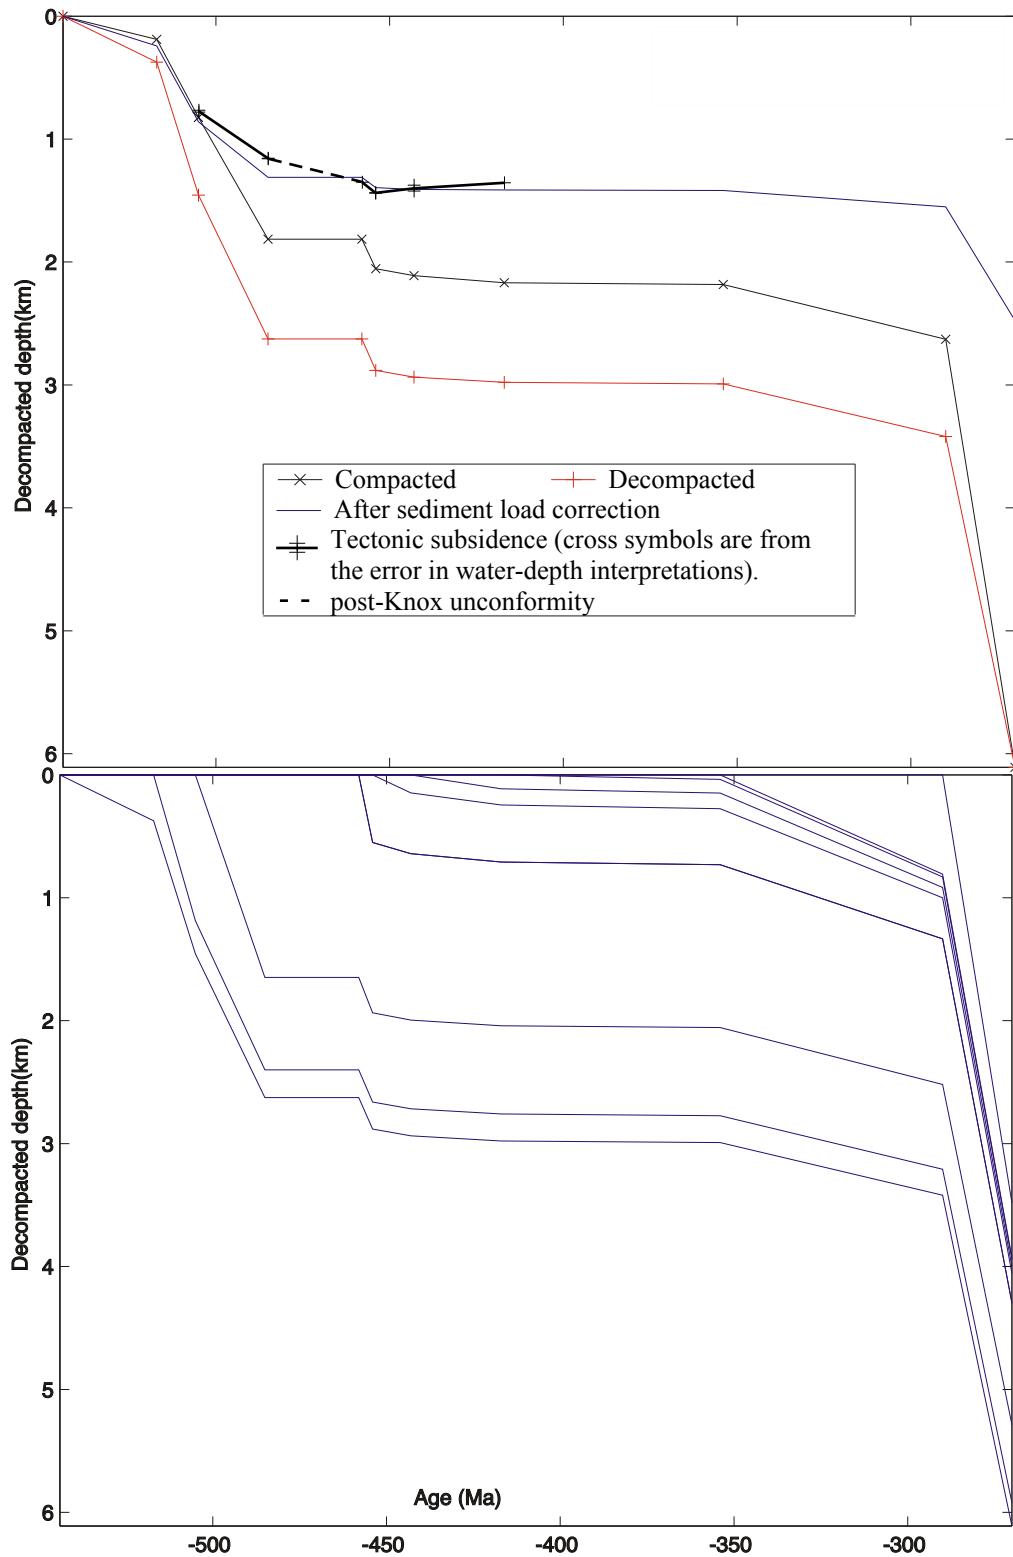 0
1
2
3
4
5
6
Decompacted depth(km)
Compacted
Decompacted
After sediment load correction
Tectonic subsidence (cross symbols are from
the error in water-depth interpretations).
post-Knox unconformity
0
1
2
3
4
5
6
Decompacted depth(km)
Age (Ma)
-500 -450 -400 -350 -300